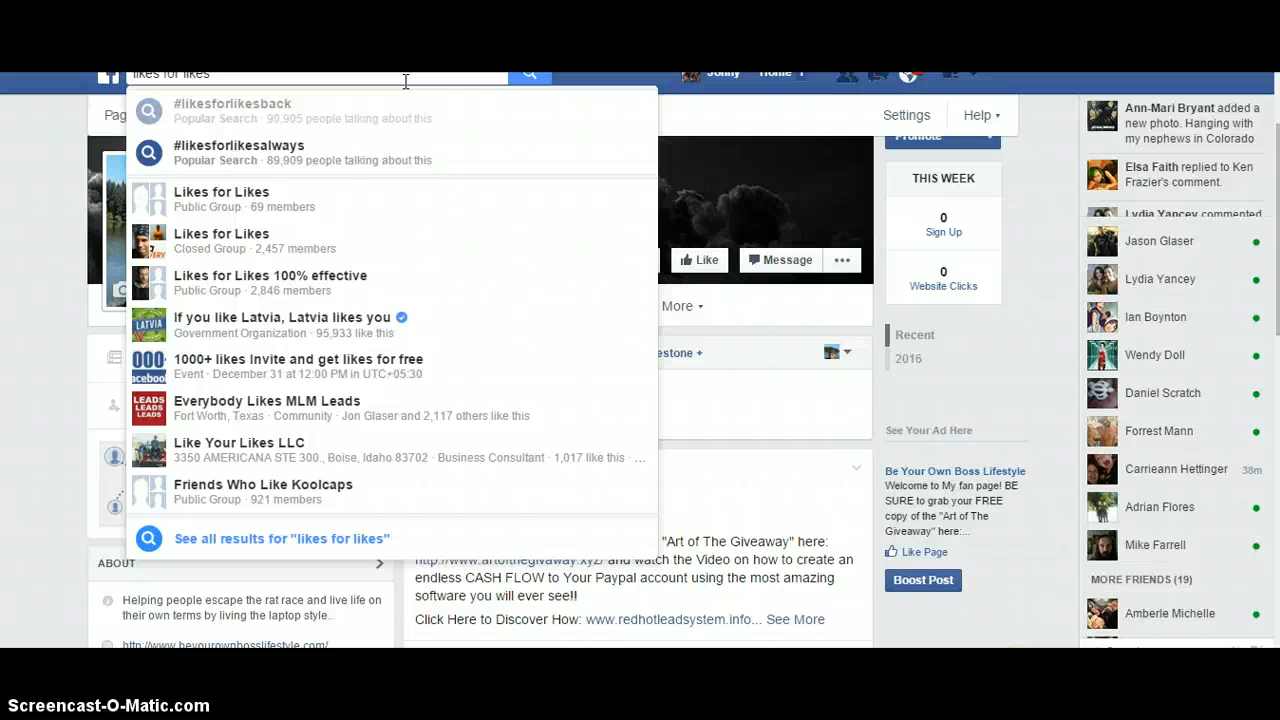 likes for likes
Jonny Home 1
#likesforlikesback
Popular Search · 90,905 people talking about this
#likesforlikesalways
Popular Search · 89,909 people talking about this
Likes for Likes
Public Group · 69 members
Likes for Likes
Closed Group · 2,457 members
Likes for Likes 100% effective
Public Group · 2,846 members
LATVIA
If you like Latvia, Latvia likes you
Government Organization · 95,933 like this
000
facebook
1000+ likes Invite and get likes for free
Event · December 31 at 12:00 PM in UTC+05:30
LEADS
LEADS
LEADS
Everybody Likes MLM Leads
Fort Worth, Texas · Community · Jon Glaser and 2,117 others like this
Like Your Likes LLC
3350 AMERICANA STE 300., Boise, Idaho 83702 · Business Consultant · 1,017 like this · ...
Friends Who Like Koolcaps
Public Group · 921 members
See all results for "likes for likes"
ABOUT
Helping people escape the rat race and live life on
their own terms by living the laptop style..
http://www.beyourownbosslifestyle.com/
Settings
Help
Like
Message
•••
More
estone +
"Art of The Giveaway" here:
http://www.artofthegivaway.xyz/ and watch the Video on how to create an
endless CASH FLOW to Your Paypal account using the most amazing
software you will ever see!!
Click Here to Discover How: www.redhotleadsystem.info... See More
Promote
THIS WEEK
0
Sign Up
0
Website Clicks
Recent
2016
See Your Ad Here
Be Your Own Boss Lifestyle
Welcome to My fan page! BE
SURE to grab your FREE
copy of the "Art of The
Giveaway" here:...
Like Page
Boost Post
Ann-Mari Bryant added a
new photo. Hanging with
my nephews in Colorado
Elsa Faith replied to Ken
Frazier's comment.
Lydia Yancey commented
Jason Glaser
Lydia Yancey
Ian Boynton
Wendy Doll
Daniel Scratch
Forrest Mann
Carrieann Hettinger 38m
Adrian Flores
Mike Farrell
MORE FRIENDS (19)
Amberle Michelle
Screencast-O-Matic.com